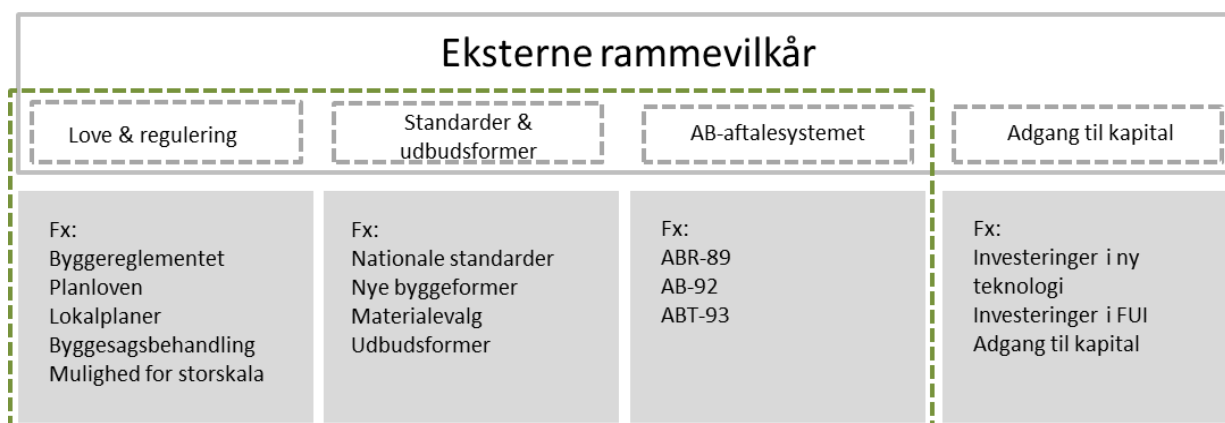 Eksterne rammevilkår
Love & regulering
Standarder &
udbudsformer
AB-aftalesystemet
Adgang til kapital
Fx:
Byggereglementet
Planloven
Lokalplaner
Byggesagsbehandling
Mulighed for storskala
Fx:
Nationale standarder
Nye byggeformer
Materialevalg
Udbudsformer
Fx:
ABR-89
AB-92
ABT-93
Fx:
Investeringer i ny
teknologi
Investeringer i FUI
Adgang til kapital